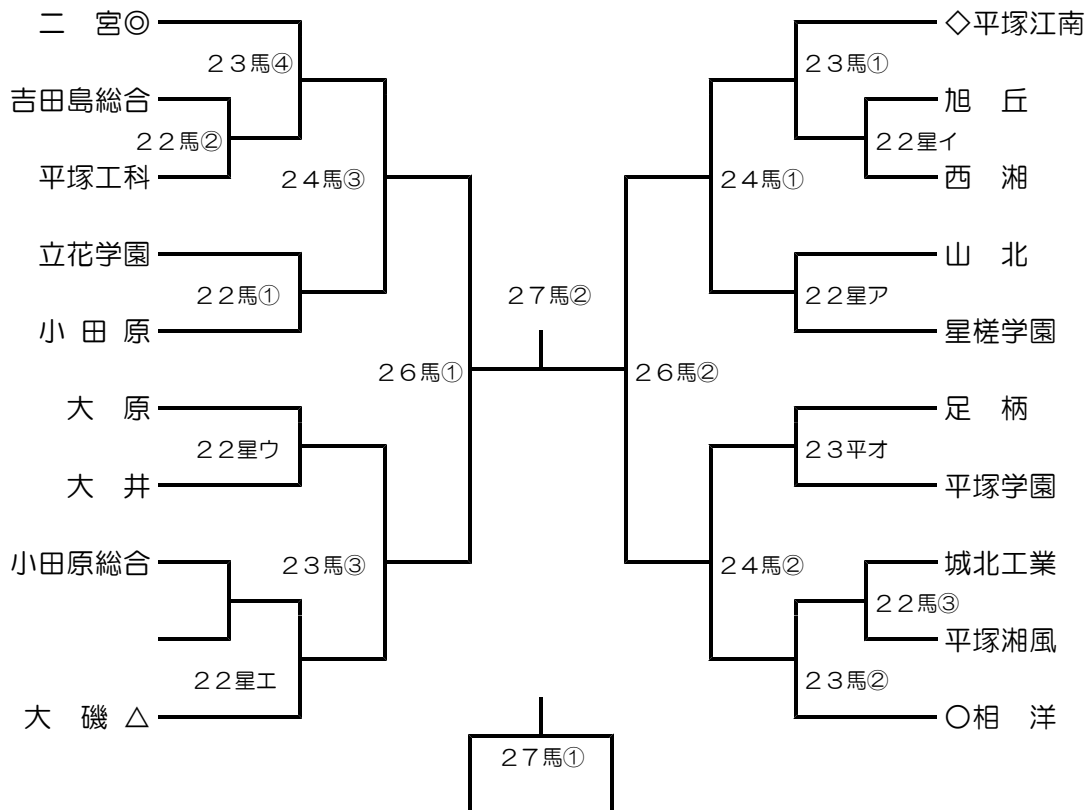 二　宮◎
２３馬④
吉田島総合
２２馬②
平塚工科
２４馬③
立花学園
２２馬①
小 田 原
２６馬①
大　原
２２星ウ
大　井
小田原総合
２３馬③
２２星エ
大　磯 △
２７馬②
２７馬①
◇平塚江南
２３馬①
旭　丘
２２星イ
西　湘
２４馬①
山　北
２２星ア
星槎学園
２６馬②
足　柄
２３平オ
平塚学園
城北工業
２４馬②
２２馬③
平塚湘風
２３馬②
〇相　洋